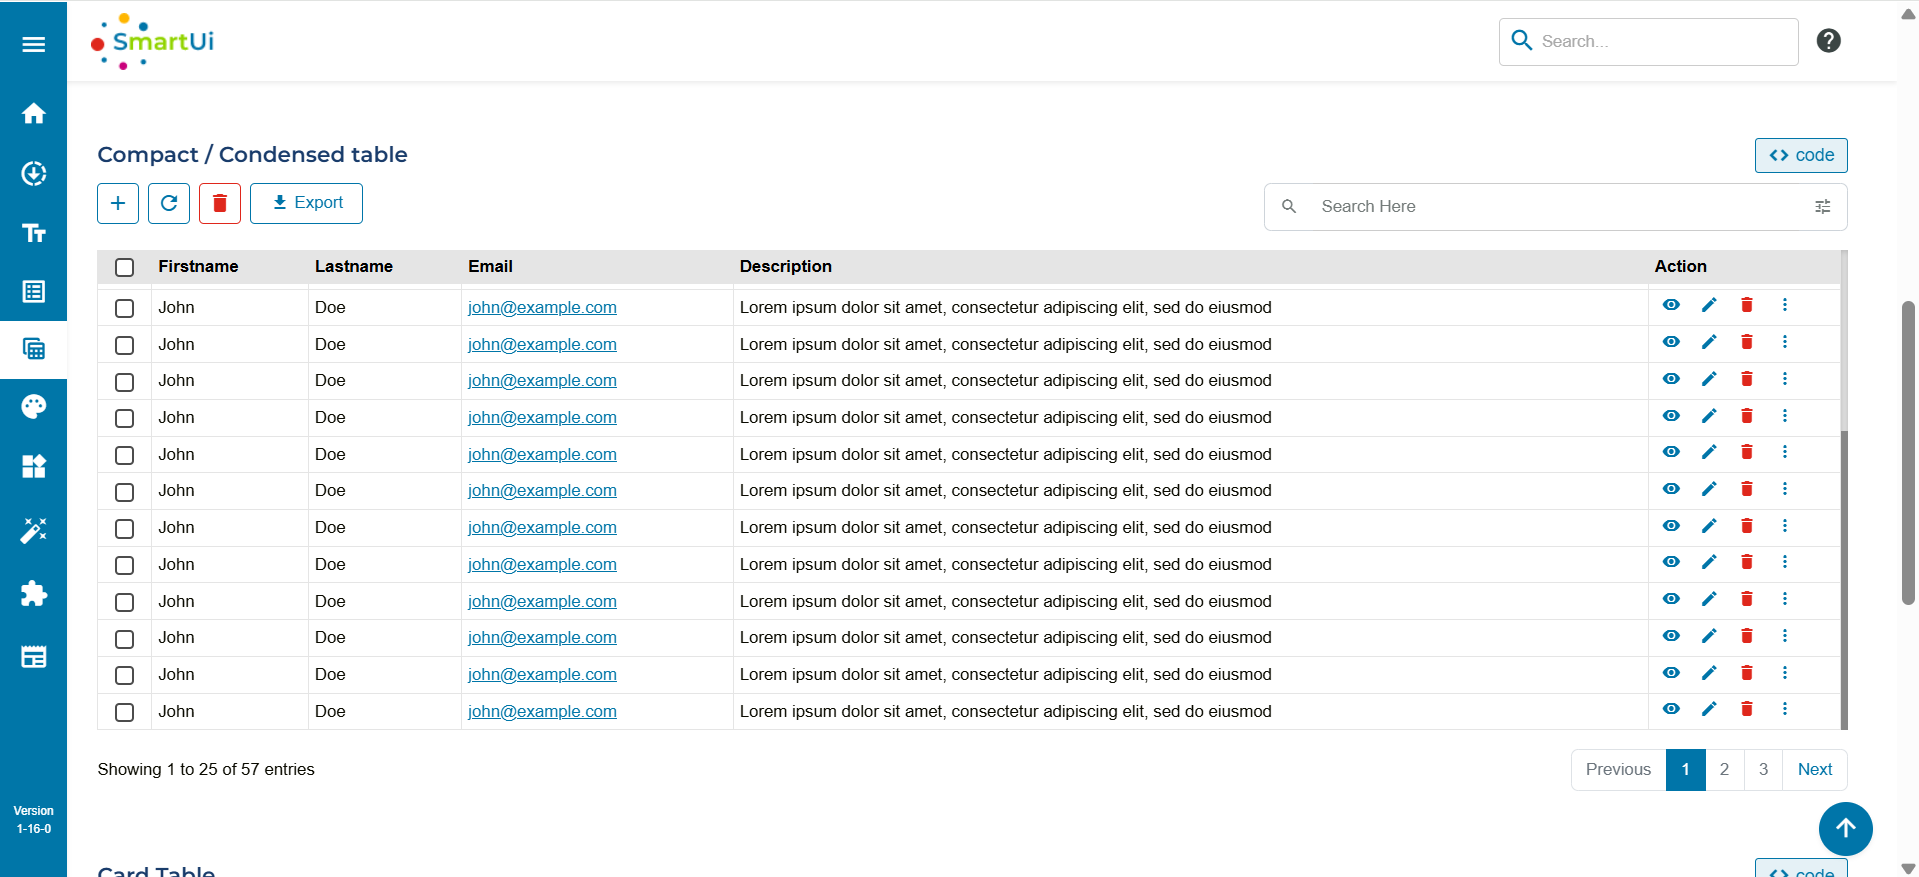 SmartUi
Search...
Compact / Condensed table
code
Export
Search Here
Firstname Lastname Email Description Action
John Doe john@example.com Lorem ipsum dolor sit amet, consectetur adipiscing elit, sed do eiusmod
John Doe john@example.com Lorem ipsum dolor sit amet, consectetur adipiscing elit, sed do eiusmod
John Doe john@example.com Lorem ipsum dolor sit amet, consectetur adipiscing elit, sed do eiusmod
John Doe john@example.com Lorem ipsum dolor sit amet, consectetur adipiscing elit, sed do eiusmod
John Doe john@example.com Lorem ipsum dolor sit amet, consectetur adipiscing elit, sed do eiusmod
John Doe john@example.com Lorem ipsum dolor sit amet, consectetur adipiscing elit, sed do eiusmod
John Doe john@example.com Lorem ipsum dolor sit amet, consectetur adipiscing elit, sed do eiusmod
John Doe john@example.com Lorem ipsum dolor sit amet, consectetur adipiscing elit, sed do eiusmod
John Doe john@example.com Lorem ipsum dolor sit amet, consectetur adipiscing elit, sed do eiusmod
John Doe john@example.com Lorem ipsum dolor sit amet, consectetur adipiscing elit, sed do eiusmod
John Doe john@example.com Lorem ipsum dolor sit amet, consectetur adipiscing elit, sed do eiusmod
John Doe john@example.com Lorem ipsum dolor sit amet, consectetur adipiscing elit, sed do eiusmod
Showing 1 to 25 of 57 entries
Previous 1 2 3 Next
Version
1-16-0
Card Table
code